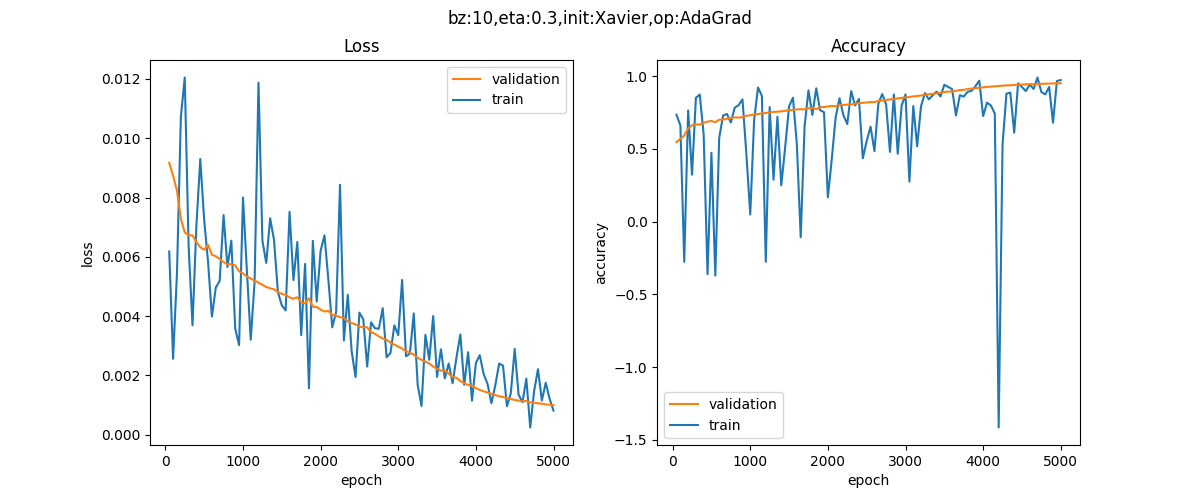 bz:10,eta:0.3,init:Xavier,op:AdaGrad
Loss
validation
train
0.012
0.010
0.008
0.006
0.004
0.002
0.000
loss
0
1000
2000
3000
4000
5000
epoch
Accuracy
1.0
0.5
0.0
−0.5
−1.0
−1.5
accuracy
validation
train
0
1000
2000
3000
4000
5000
epoch